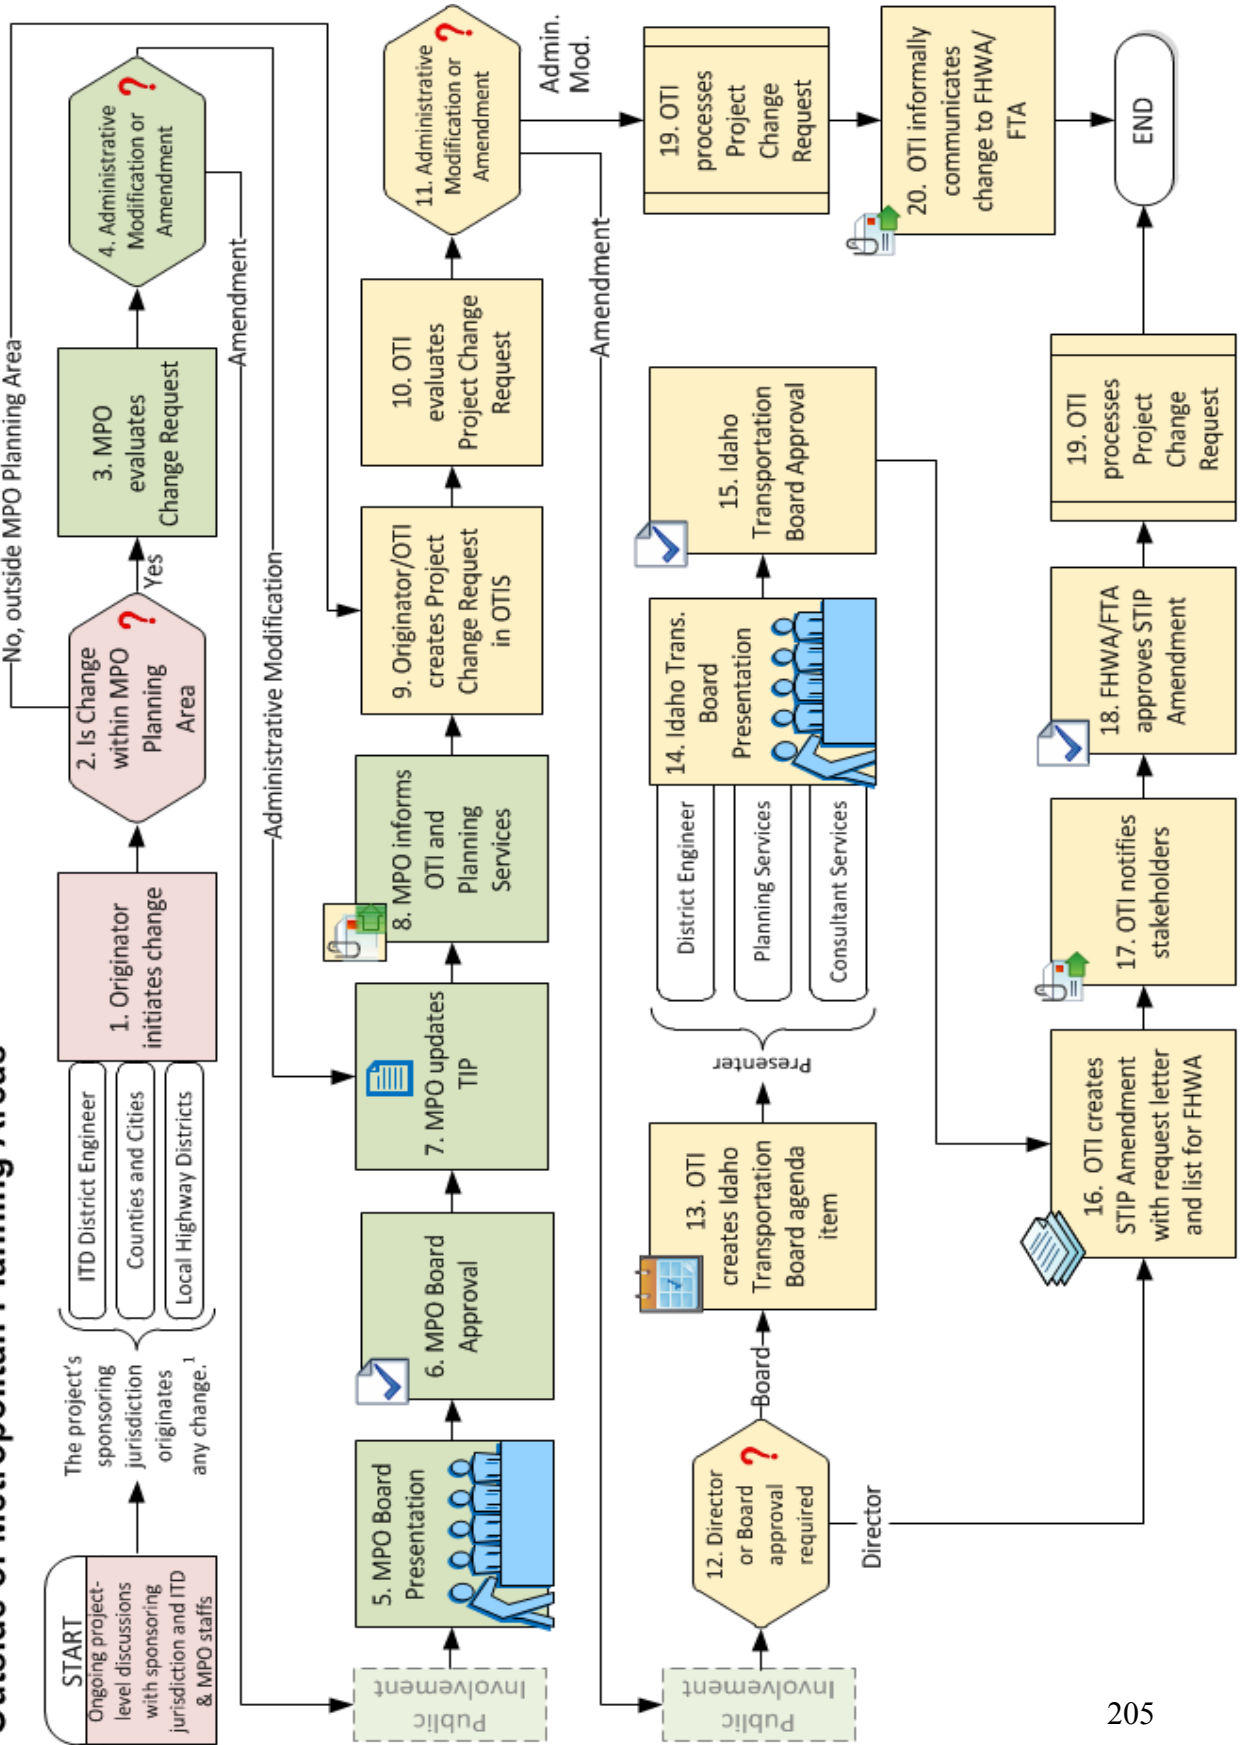 START
Ongoing project-
level discussions
with sponsoring
jurisdiction and ITD
& MPO staffs
The project's
sponsoring
jurisdiction
originates
any change.1
ITD District Engineer
Counties and Cities
Local Highway Districts
1. Originator
initiates change
2. Is Change
within MPO
Planning
Area
?
Yes
No, outside MPO Planning Area
3. MPO
evaluates
Change Request
4. Administrative
Modification or
Amendment
?
Amendment
Administrative Modification
Public
Involvement
5. MPO Board
Presentation
6. MPO Board
Approval
7. MPO updates
TIP
8. MPO informs
OTI and
Planning
Services
9. Originator/OTI
creates Project
Change Request
in OTIS
10. OTI
evaluates
Project Change
Request
11. Administrative
Modification or
Amendment
?
Admin.
Mod.
Amendment
19. OTI
processes
Project
Change
Request
20. OTI informally
communicates
change to FHWA/
FTA
END
Public
Involvement
12. Director
or Board
approval
required
?
Board
Director
13. OTI
creates Idaho
Transportation
Board agenda
item
Presenter
District Engineer
Planning Services
Consultant Services
14. Idaho Trans.
Board
Presentation
15. Idaho
Transportation
Board Approval
16. OTI creates
STIP Amendment
with request letter
and list for FHWA
17. OTI notifies
stakeholders
18. FHWA/FTA
approves STIP
Amendment
19. OTI
processes
Project
Change
Request
205